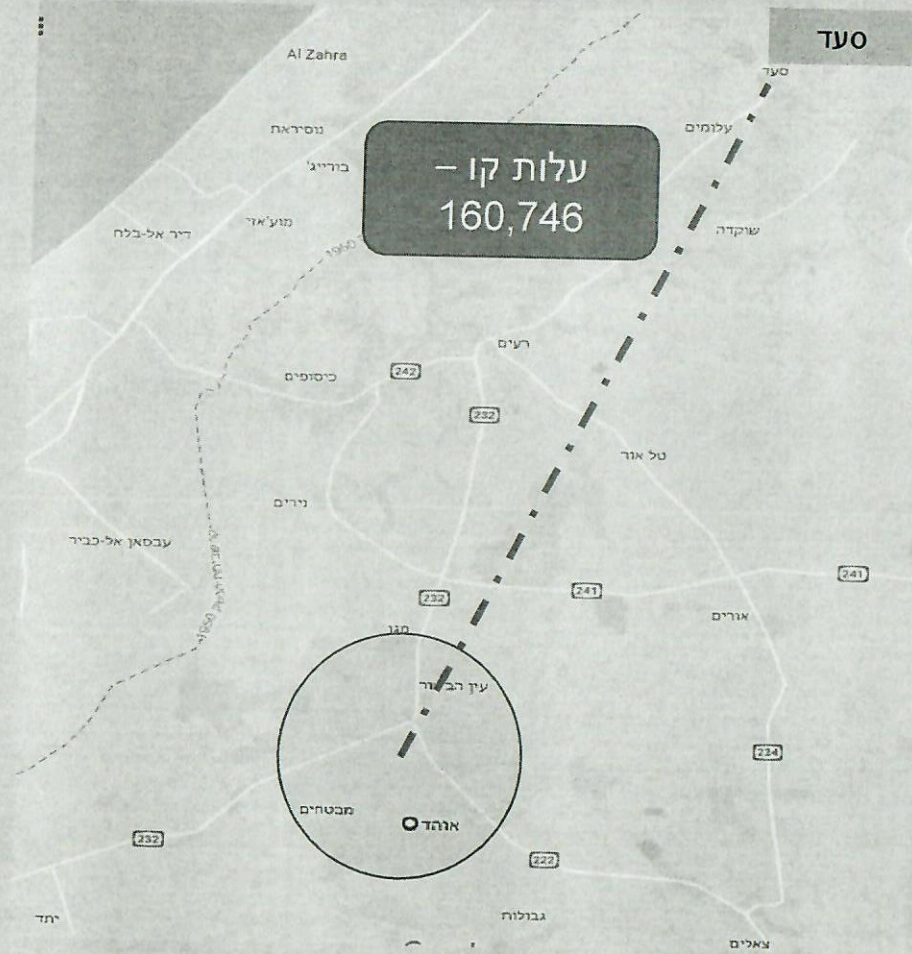 סעד
סעד
Al Zahra
עלומים
נוסיראת
בורייג'
עלות קו –
160,746
מוע'אזי
דיר אל-בלח
שוקדה
1950
רעים
242
כיסופים
232
טל אור
נירים
עבסאן אל-כביר
241
241
232
אורים
מגן
1950
עין הבשור
234
מבטחים
אוהד
232
222
גבולות
יתד
צאלים